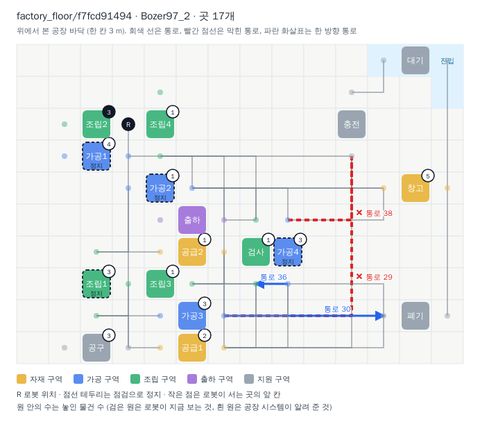 factory_floor/f7fcd91494 · Bozer97_2 · 곳 17개
위에서 본 공장 바닥 (한 칸 3 m). 회색 선은 통로, 빨간 점선은 막힌 통로, 파란 화살표는 한 방향 통로
대기
진입
3
1
조립2
R
조립4
충전
4
가공1
정지
1
가공2
정지
5
창고
출하
통로 38
1
공급2
1
검사
3
가공4
정지
3
조립1
정지
1
조립3
통로 36
통로 29
3
가공3
통로 30
폐기
3
공구
2
공급1
자재 구역
가공 구역
조립 구역
출하 구역
지원 구역
R 로봇 위치 · 점선 테두리는 점검으로 정지 · 작은 점은 로봇이 서는 곳의 앞 칸
원 안의 수는 놓인 물건 수 (검은 원은 로봇이 지금 보는 것, 흰 원은 공장 시스템이 알려 준 것)